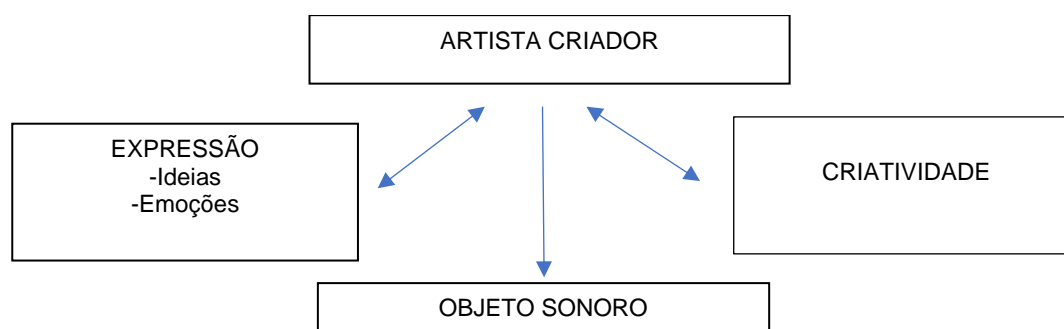 ARTISTA CRIADOR
EXPRESSÃO
-Ideias
-Emoções
CRIATIVIDADE
OBJETO SONORO